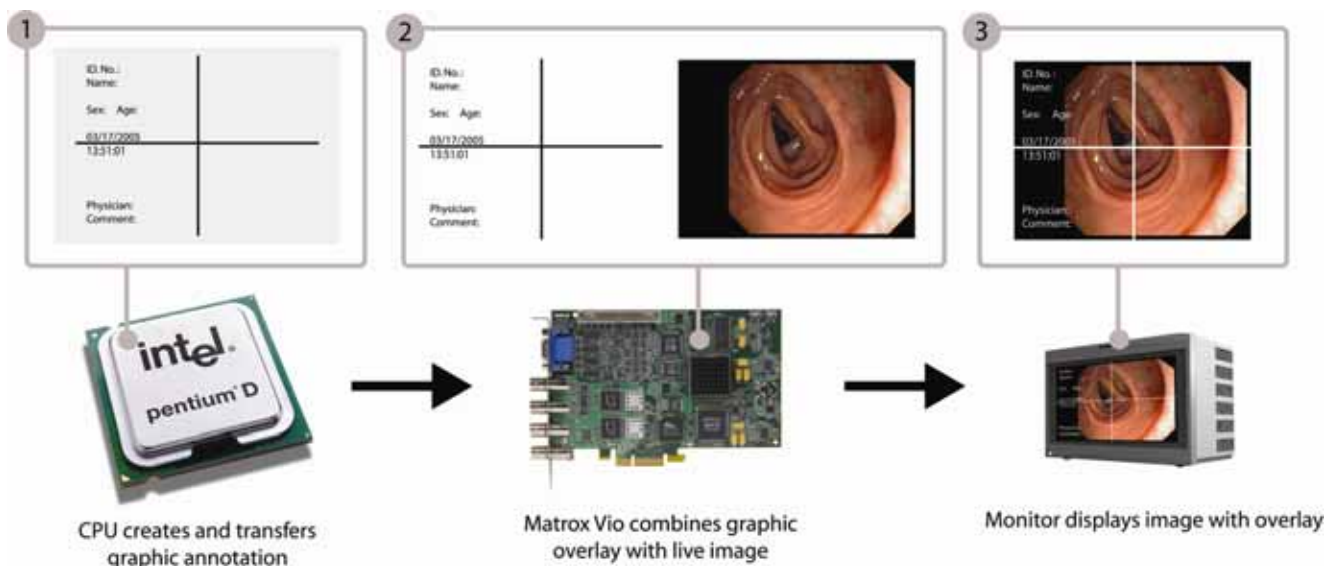 1
ID. No.:
Name:
Sex: Age:
03/17/2005
13:51:01
Physician:
Comment:
2
ID. No.:
Name:
Sex: Age:
03/17/2005
13:51:01
Physician:
Comment:
3
ID. No.:
Name:
Sex: Age:
03/17/2005
13:51:01
Physician:
Comment:
intel.
pentium® D
CPU creates and transfers
graphic annotation
Matrox Vio combines graphic
overlay with live image
Monitor displays image with overlay